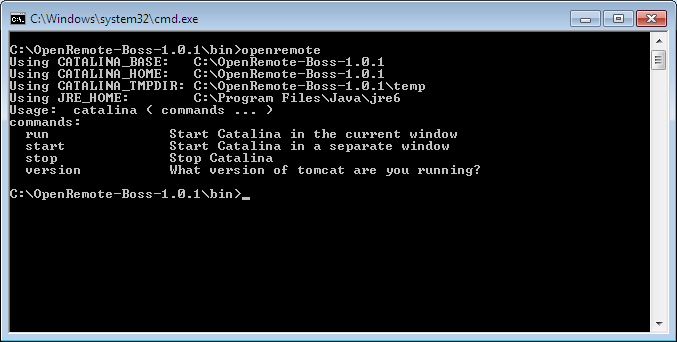 C:\Windows\system32\cmd.exe
C:\OpenRemote-Boss-1.0.1\bin>openremote
Using CATALINA_BASE:   C:\OpenRemote-Boss-1.0.1
Using CATALINA_HOME:   C:\OpenRemote-Boss-1.0.1
Using CATALINA_TMPDIR: C:\OpenRemote-Boss-1.0.1\temp
Using JRE_HOME:        C:\Program Files\Java\jre6
Usage:  catalina ( commands ... )
commands:
  run               Start Catalina in the current window
  start             Start Catalina in a separate window
  stop              Stop Catalina
  version           What version of tomcat are you running?
C:\OpenRemote-Boss-1.0.1\bin>_